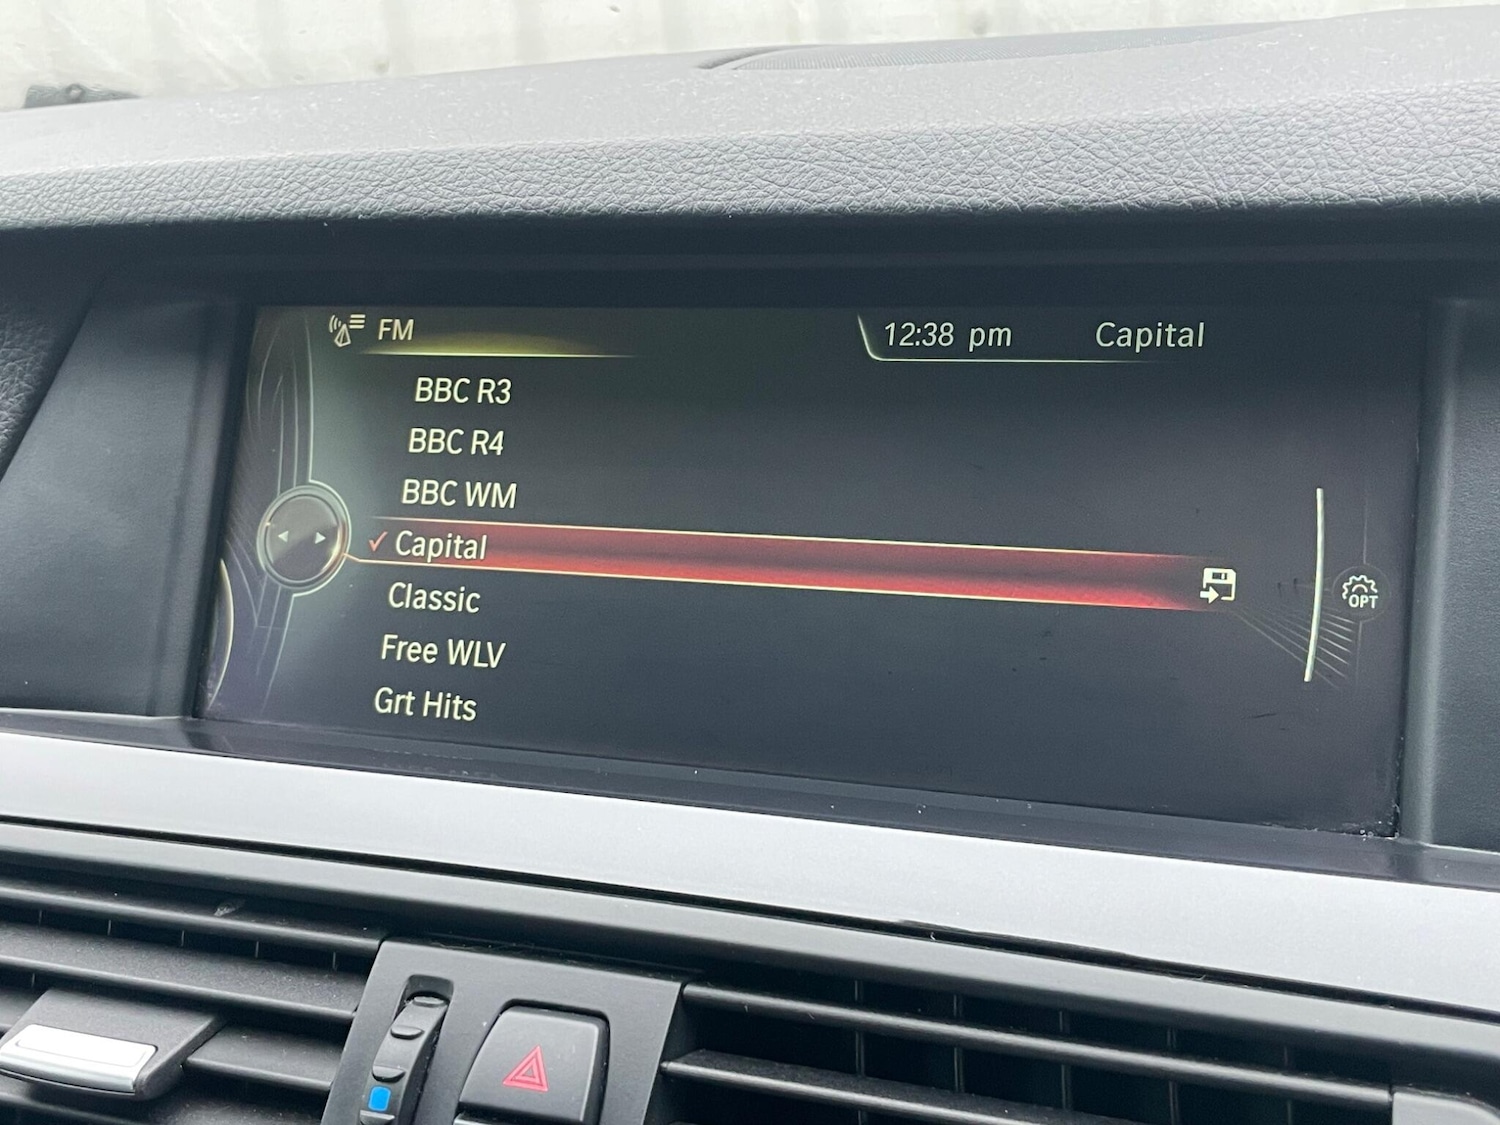 FM
12:38 pm Capital
BBC R3
BBC R4
BBC WM
✓ Capital
Classic
Free WLV
Grt Hits
OPT